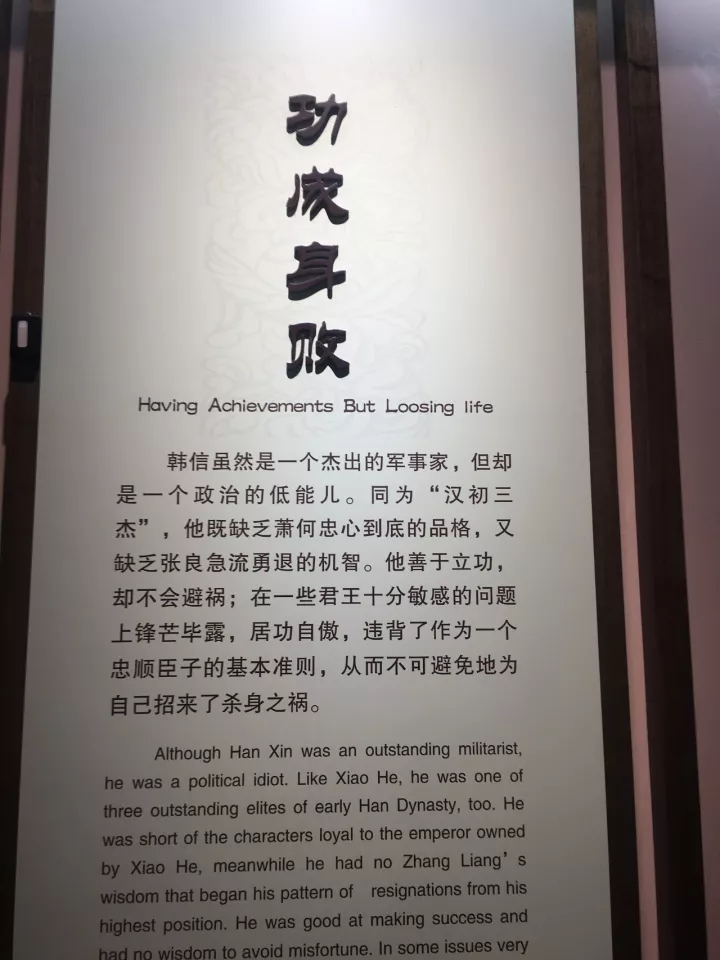 功成身败
Having Achievements But Loosing life
韩信虽然是一个杰出的军事家，但却
是一个政治的低能儿。同为“汉初三
杰”，他既缺乏萧何忠心到底的品格，又
缺乏张良急流勇退的机智。他善于立功，
却不会避祸；在一些君王十分敏感的问题
上锋芒毕露，居功自傲，违背了作为一个
忠顺臣子的基本准则，从而不可避免地为
自己招来了杀身之祸。
Although Han Xin was an outstanding militarist,
he was a political idiot. Like Xiao He, he was one of
three outstanding elites of early Han Dynasty, too. He
was short of the characters loyal to the emperor owned
by Xiao He, meanwhile he had no Zhang Liang’s
wisdom that began his pattern of resignations from his
highest position. He was good at making success and
had no wisdom to avoid misfortune. In some issues very